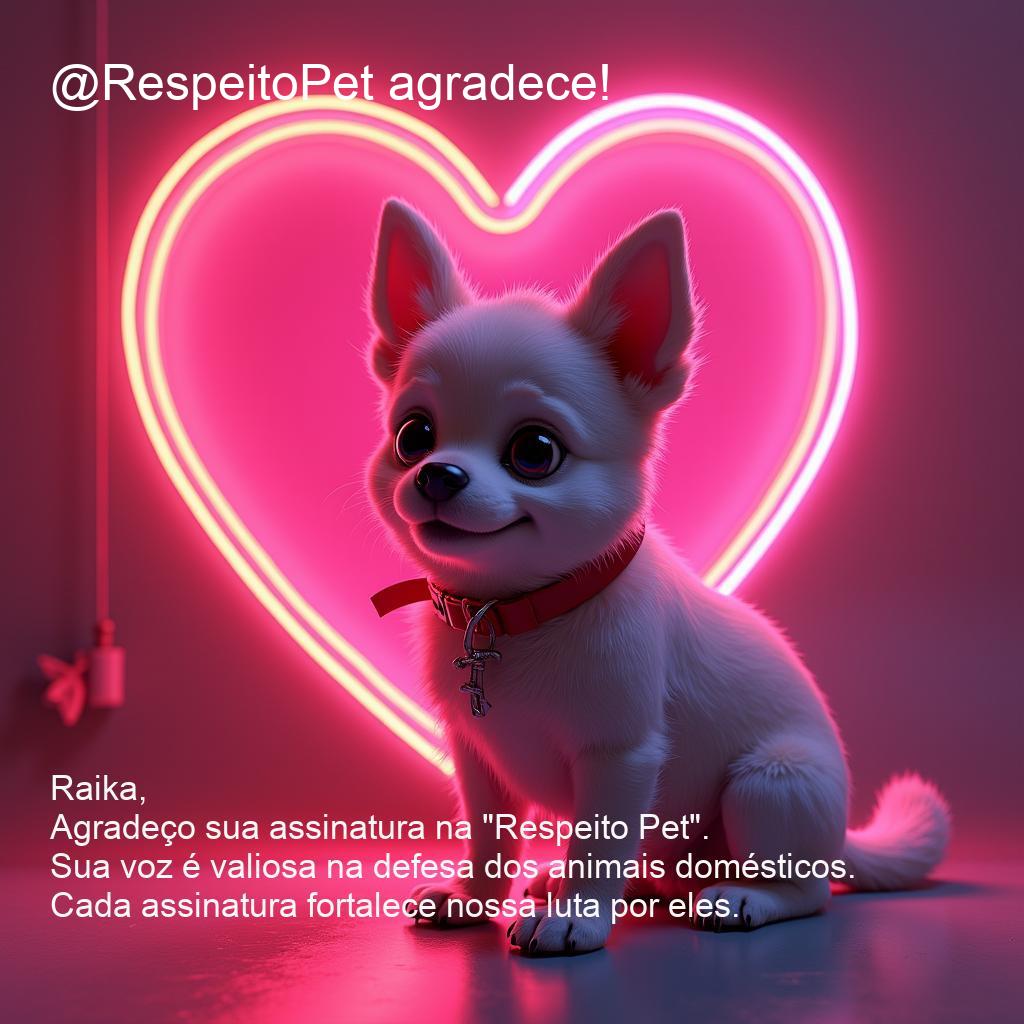 @RespeitoPet agradece!
Raika,
Agradeço sua assinatura na "Respeito Pet".
Sua voz é valiosa na defesa dos animais domésticos.
Cada assinatura fortalece nossa luta por eles.